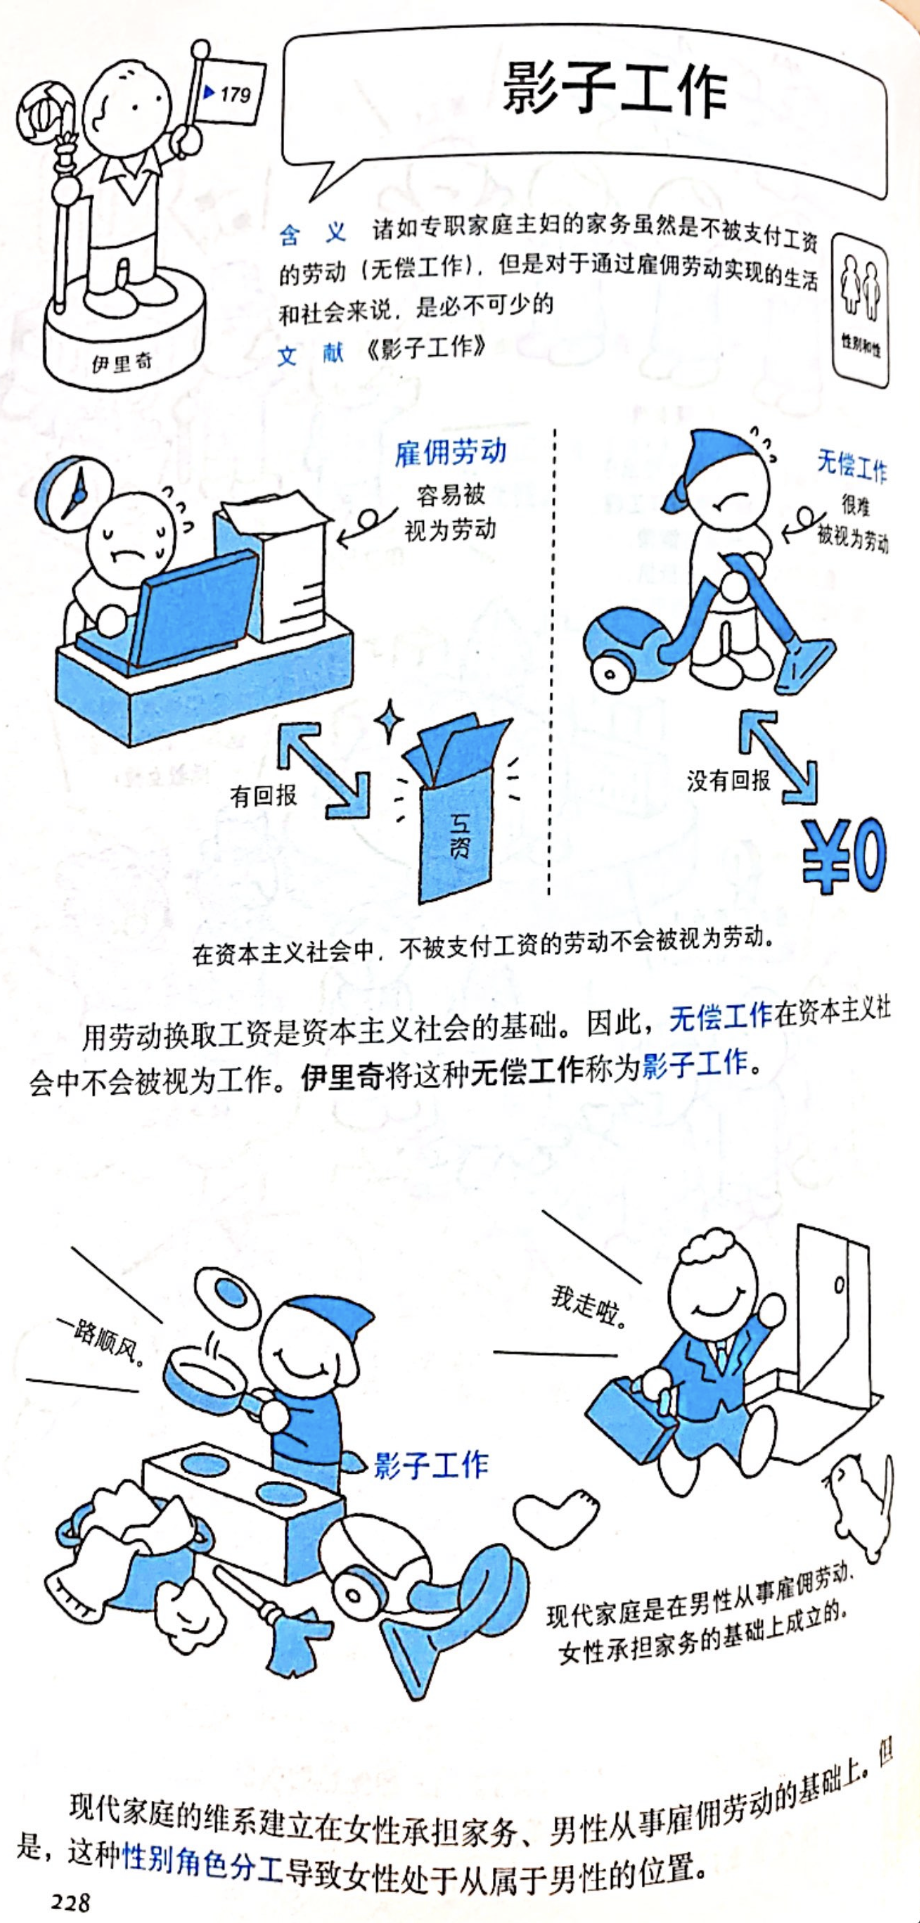 ▶179
影子工作
含 义 诸如专职家庭主妇的家务虽然是不被支付工资
的劳动（无偿工作），但是对于通过雇佣劳动实现的生活
和社会来说，是必不可少的
文 献 《影子工作》
伊里奇
性别和性
雇佣劳动
容易被
视为劳动
无偿工作
很难
被视为劳动
有回报
工资
没有回报
¥0
在资本主义社会中，不被支付工资的劳动不会被视为劳动。
用劳动换取工资是资本主义社会的基础。因此，无偿工作在资本主义社
会中不会被视为工作。伊里奇将这种无偿工作称为影子工作。
一路顺风。
我走啦。
影子工作
现代家庭是在男性从事雇佣劳动、
女性承担家务的基础上成立的。
现代家庭的维系建立在女性承担家务、男性从事雇佣劳动的基础上。但
是，这种性别角色分工导致女性处于从属于男性的位置。
228